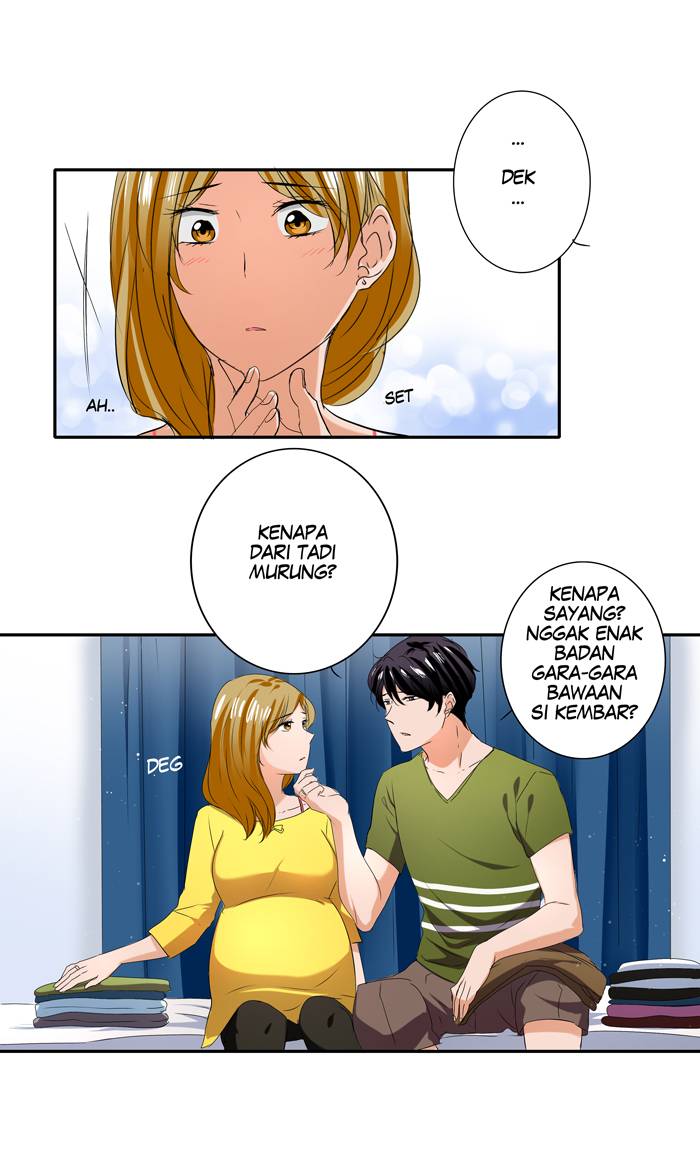 ...
DEK
...
AH..
SET
KENAPA
DARI TADI
MURUNG?
KENAPA
SAYANG?
NGGAK ENAK
BADAN
GARA-GARA
BAWAAN
SI KEMBAR?
DEG